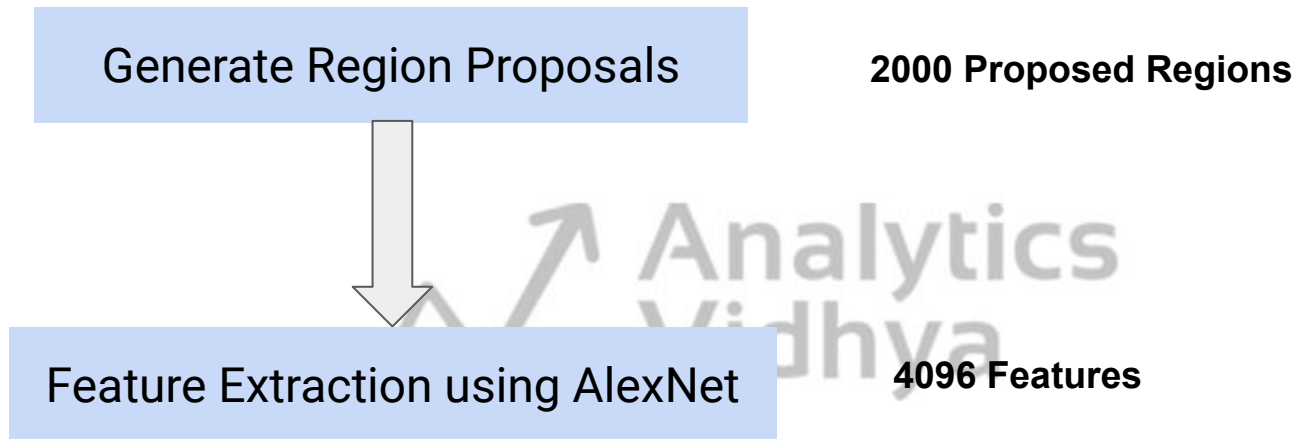 Generate Region Proposals
2000 Proposed Regions
Analytics
Vidhya
Feature Extraction using AlexNet
4096 Features